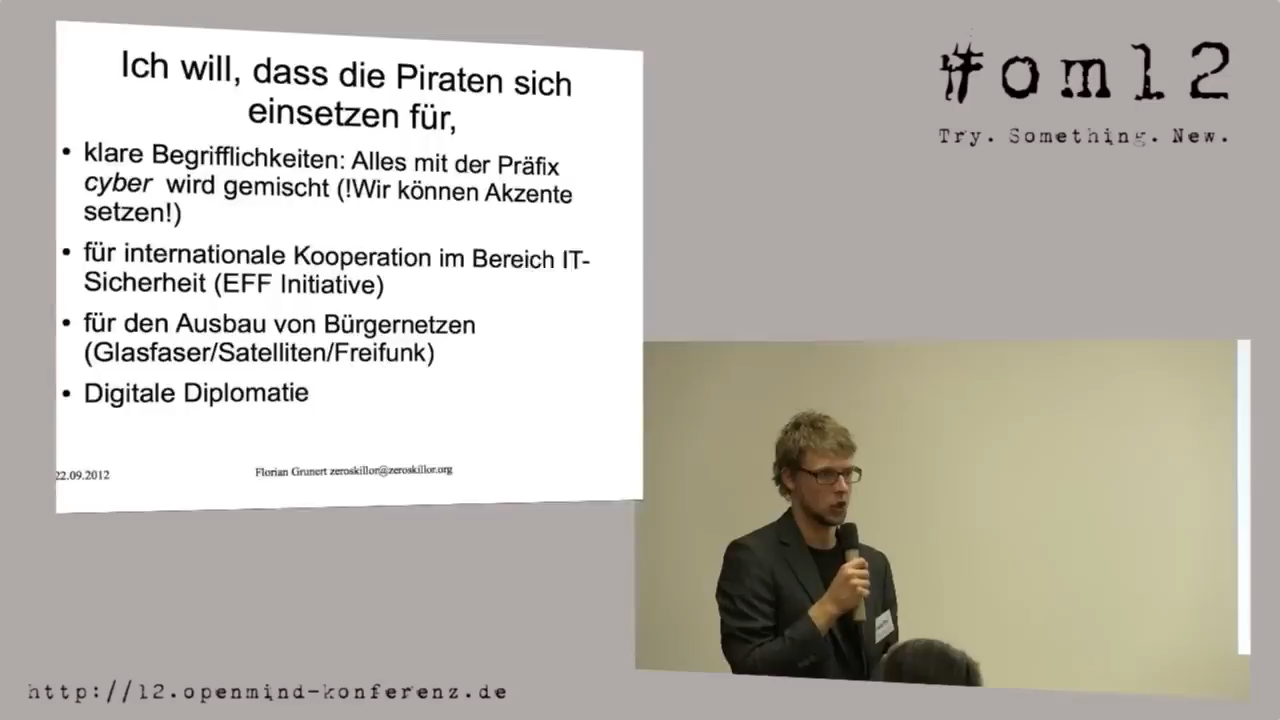 Ich will, dass die Piraten sich
einsetzen für,
• klare Begrifflichkeiten: Alles mit der Präfix
cyber wird gemischt (!Wir können Akzente
setzen!)
• für internationale Kooperation im Bereich IT-
Sicherheit (EFF Initiative)
• für den Ausbau von Bürgernetzen
(Glasfaser/Satelliten/Freifunk)
• Digitale Diplomatie
22.09.2012
Florian Grunert zeroskillor@zeroskillor.org
#om12
Try. Something. New.
http://12.openmind-konferenz.de